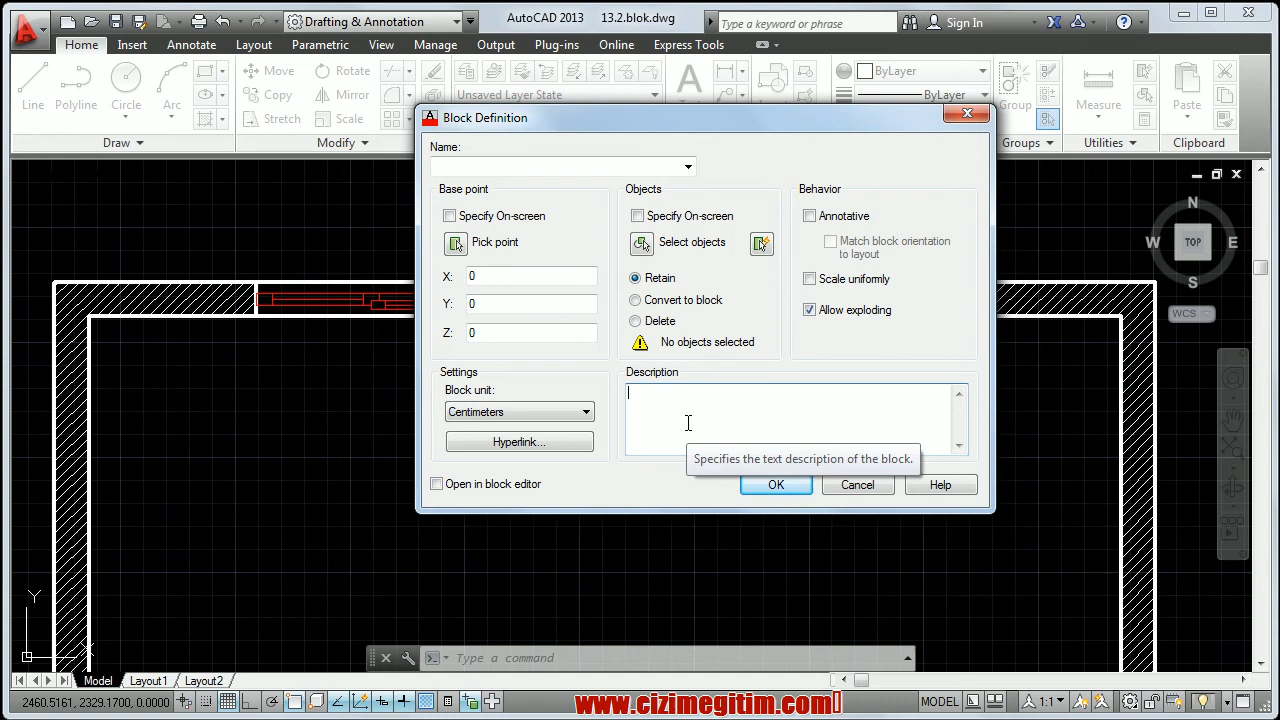 Drafting & Annotation
AutoCAD 2013 13.2.blok.dwg
Type a keyword or phrase
Sign In
Home Insert Annotate Layout Parametric View Manage Output Plug-ins Online Express Tools
Line
Polyline
Circle
Arc
Move
Rotate
Copy
Mirror
Stretch
Scale
Unsaved Layer State
ByLayer
ByLayer
Group
Measure
Paste
Draw
Modify
Groups
Utilities
Clipboard
Block Definition
Name:
Base point
Specify On-screen
Pick point
X: 0
Y: 0
Z: 0
Objects
Specify On-screen
Select objects
Retain
Convert to block
Delete
No objects selected
Behavior
Annotative
Match block orientation
to layout
Scale uniformly
Allow exploding
Settings
Block unit:
Centimeters
Hyperlink...
Description
Specifies the text description of the block.
Open in block editor
OK
Cancel
Help
N
W TOP E
S
WCS
Y
X
Type a command
Model Layout1 Layout2
2460.5161, 2329.1700, 0.0000
MODEL
1:1
www.cizimegitim.com